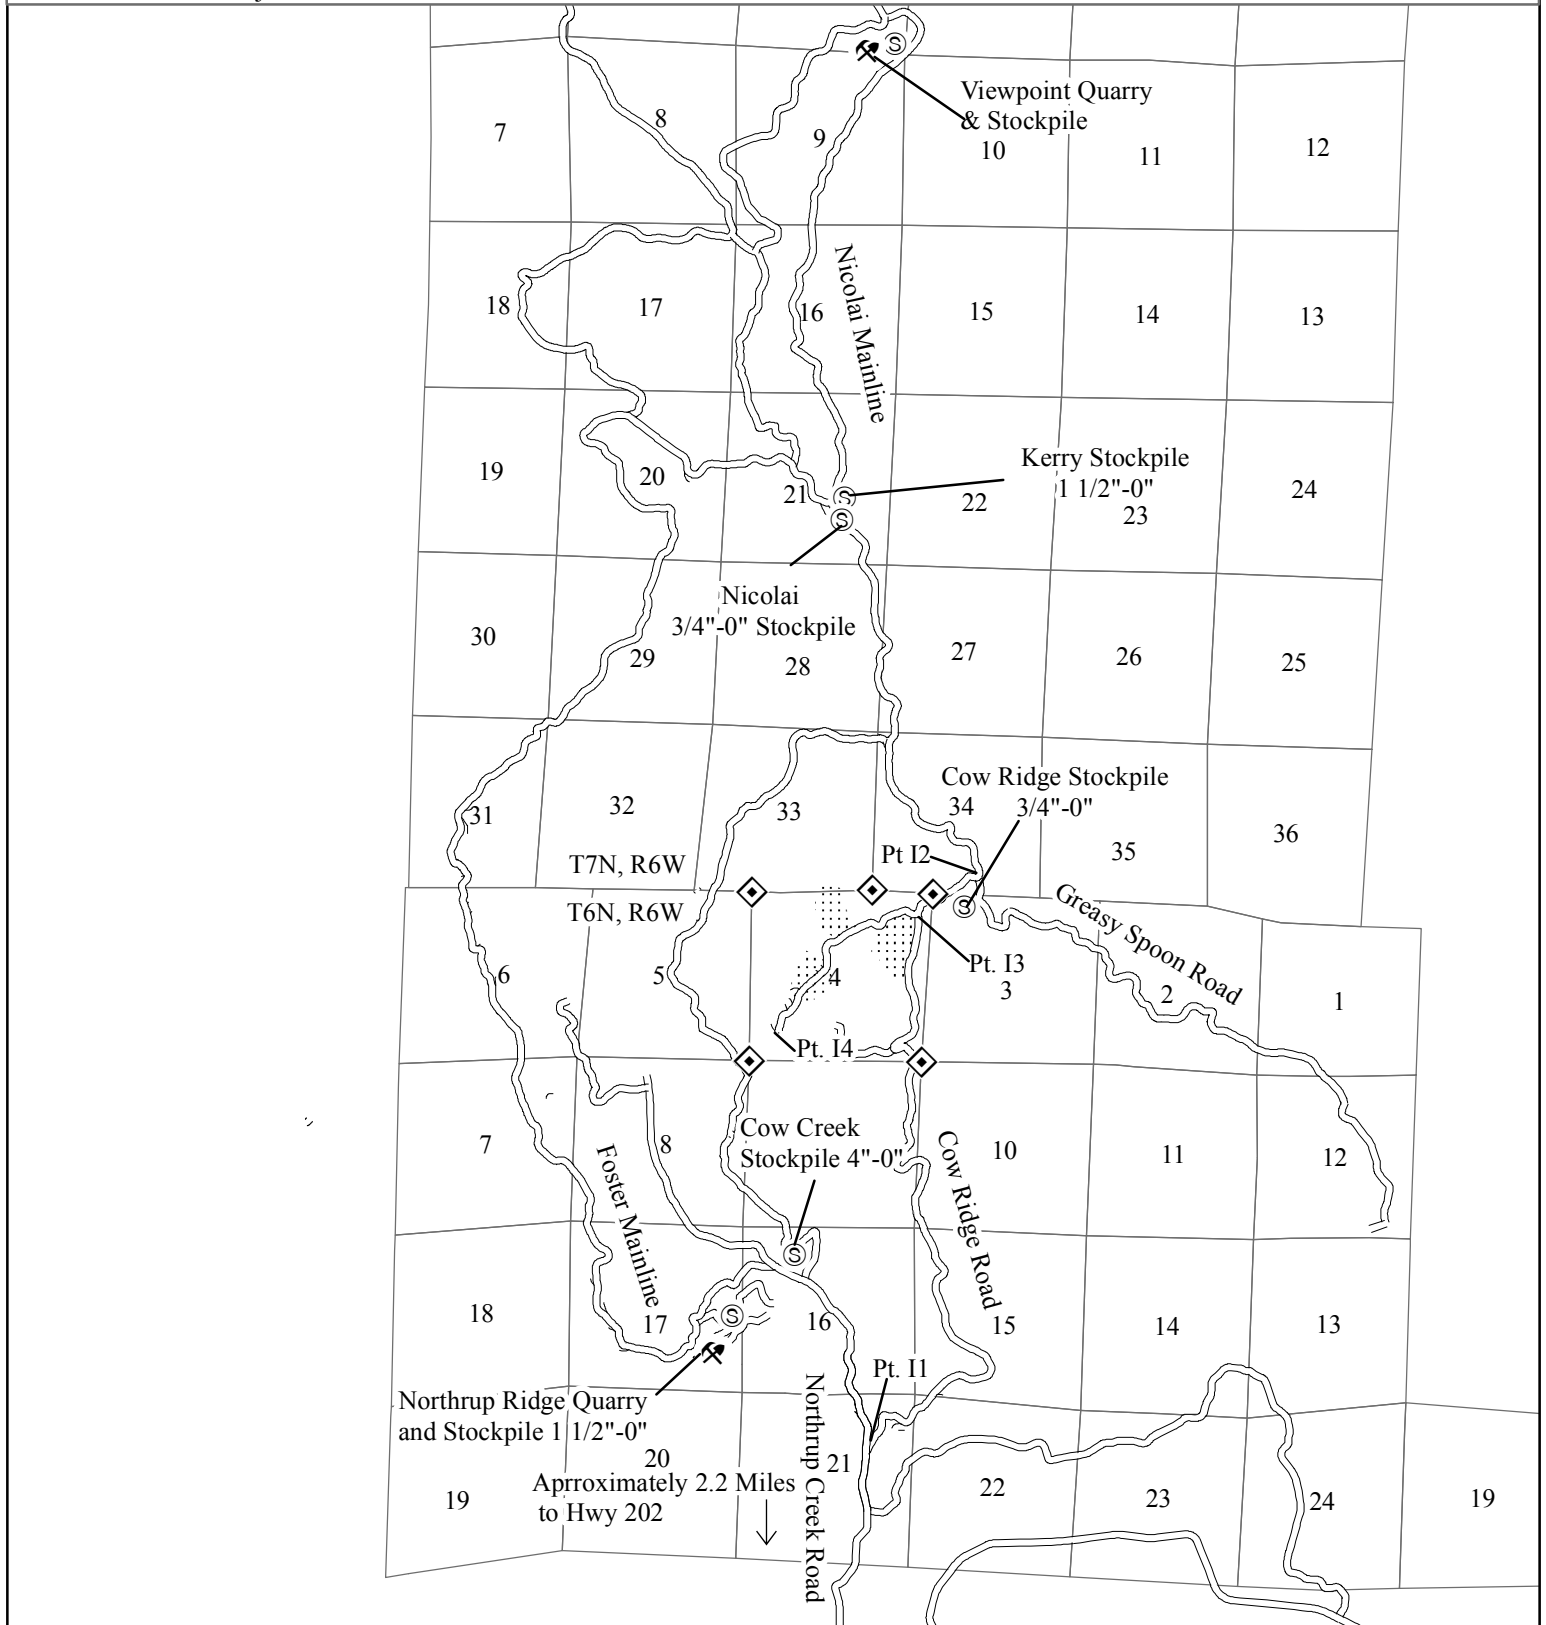 Viewpoint Quarry
& Stockpile
7
8
9
10
11
12
Nicolai Mainline
18
17
16
15
14
13
Kerry Stockpile
1 1/2"-0"
19
20
21
22
23
24
Nicolai
3/4"-0" Stockpile
30
29
28
27
26
25
Cow Ridge Stockpile
3/4"-0"
31
32
33
34
35
36
Pt I2
T7N, R6W
T6N, R6W
Greasy Spoon Road
Pt. I3
6
5
4
3
2
1
Pt. I4
Cow Creek
Stockpile 4"-0"
7
8
10
11
12
Foster Mainline
Cow Ridge Road
18
17
16
15
14
13
Pt. I1
Northrup Ridge Quarry
and Stockpile 1 1/2"-0"
Northrup Creek Road
20
21
Aprroximately 2.2 Miles
to Hwy 202
19
22
23
24
19
S
S
S
S
S
S